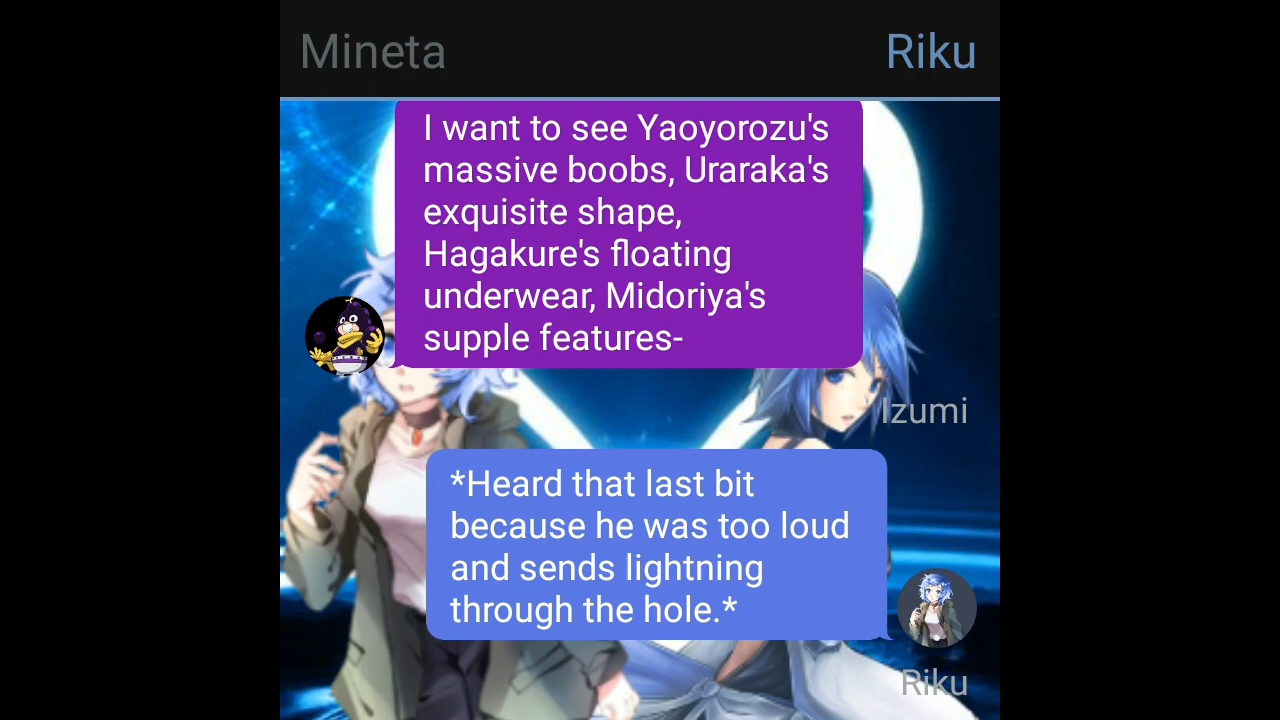 Mineta
Riku
I want to see Yaoyorozu's
massive boobs, Uraraka's
exquisite shape,
Hagakure's floating
underwear, Midoriya's
supple features-
Izumi
*Heard that last bit
because he was too loud
and sends lightning
through the hole.*
Riku